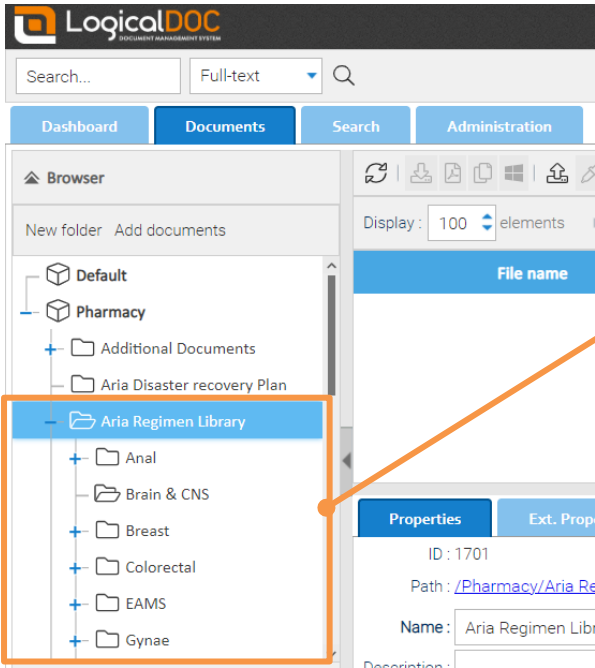 LogicalDOC
DOCUMENT MANAGEMENT SYSTEM
Search... Full-text
Dashboard Documents Search Administration
Browser
New folder Add documents
Default
Pharmacy
Additional Documents
Aria Disaster recovery Plan
Aria Regimen Library
Anal
Brain & CNS
Breast
Colorectal
EAMS
Gynae
Display : 100 elements
File name
Properties Ext. Prop
ID : 1701
Path : /Pharmacy/Aria Re
Name : Aria Regimen Libr
Description :